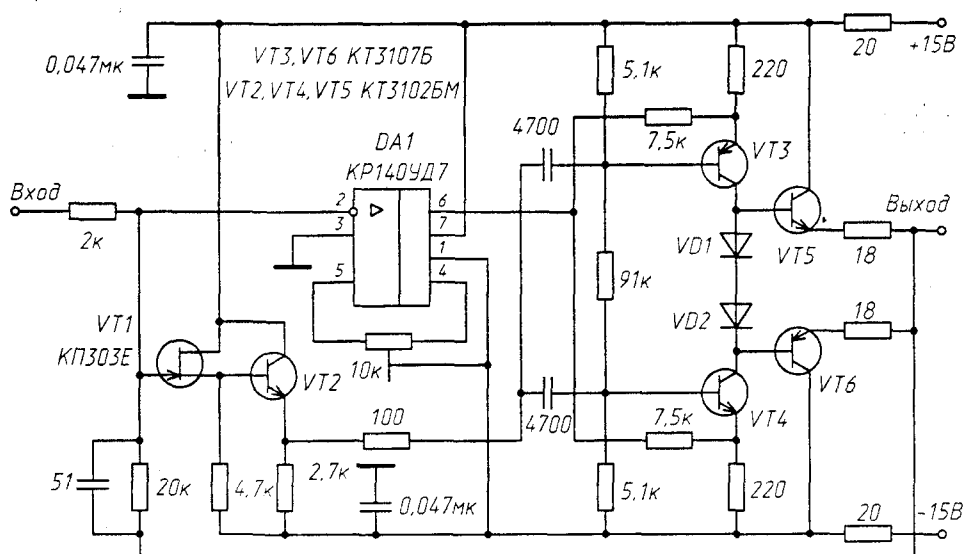 20
+15В
0,047мк
VT3,VT6 КТ3107Б
VT2,VT4,VT5 КТ3102БМ
5,1к
220
4700
7,5к
VT3
DA1
КР140УД7
Вход
2к
2
3
5
6
7
1
4
Выход
VD1
VT5
18
91к
VT1
КП303Е
10к
VT2
VD2
18
VT6
100
4700
7,5к
VT4
51
20к
4,7к
2,7к
0,047мк
5,1к
220
20
-15В